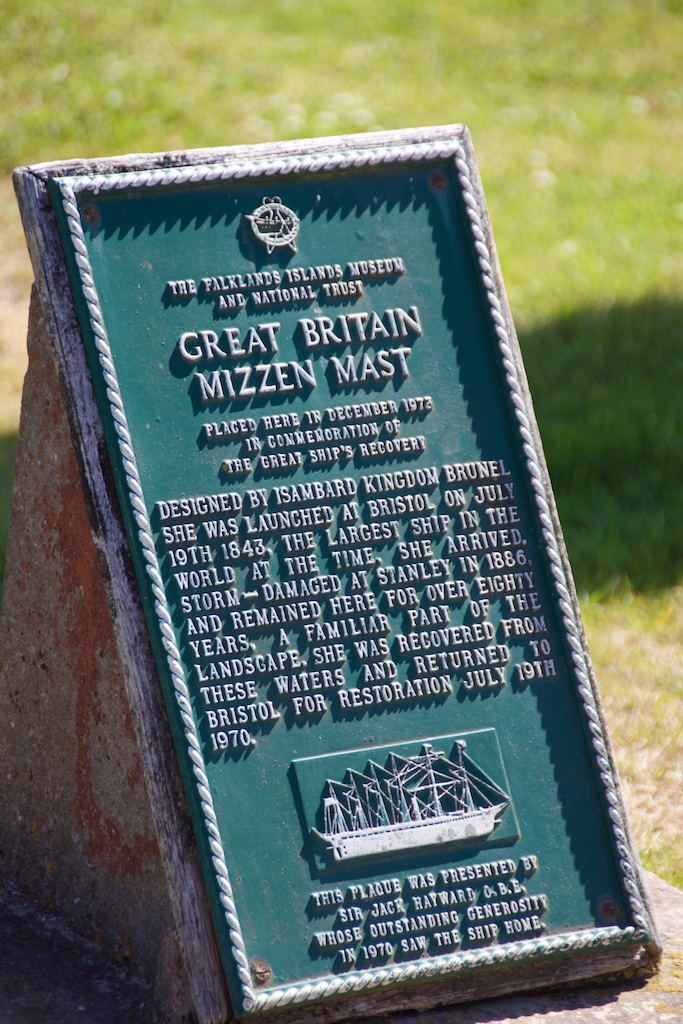 THE FALKLANDS ISLANDS MUSEUM
AND NATIONAL TRUST
GREAT BRITAIN
MIZZEN MAST
PLACED HERE IN DECEMBER 1973
IN COMMEMORATION OF
THE GREAT SHIP'S RECOVERY
DESIGNED BY ISAMBARD KINGDOM BRUNEL
SHE WAS LAUNCHED AT BRISTOL ON JULY
19TH 1843, THE LARGEST SHIP IN THE
WORLD AT THE TIME. SHE ARRIVED,
STORM-DAMAGED AT STANLEY IN 1886,
AND REMAINED HERE FOR OVER EIGHTY
YEARS. A FAMILIAR PART OF THE
LANDSCAPE. SHE WAS RECOVERED FROM
THESE WATERS AND RETURNED TO
BRISTOL FOR RESTORATION JULY 19TH
1970.
THIS PLAQUE WAS PRESENTED BY
SIR JACK HAYWARD O.B.E.
WHOSE OUTSTANDING GENEROSITY
IN 1970 SAW THE SHIP HOME.